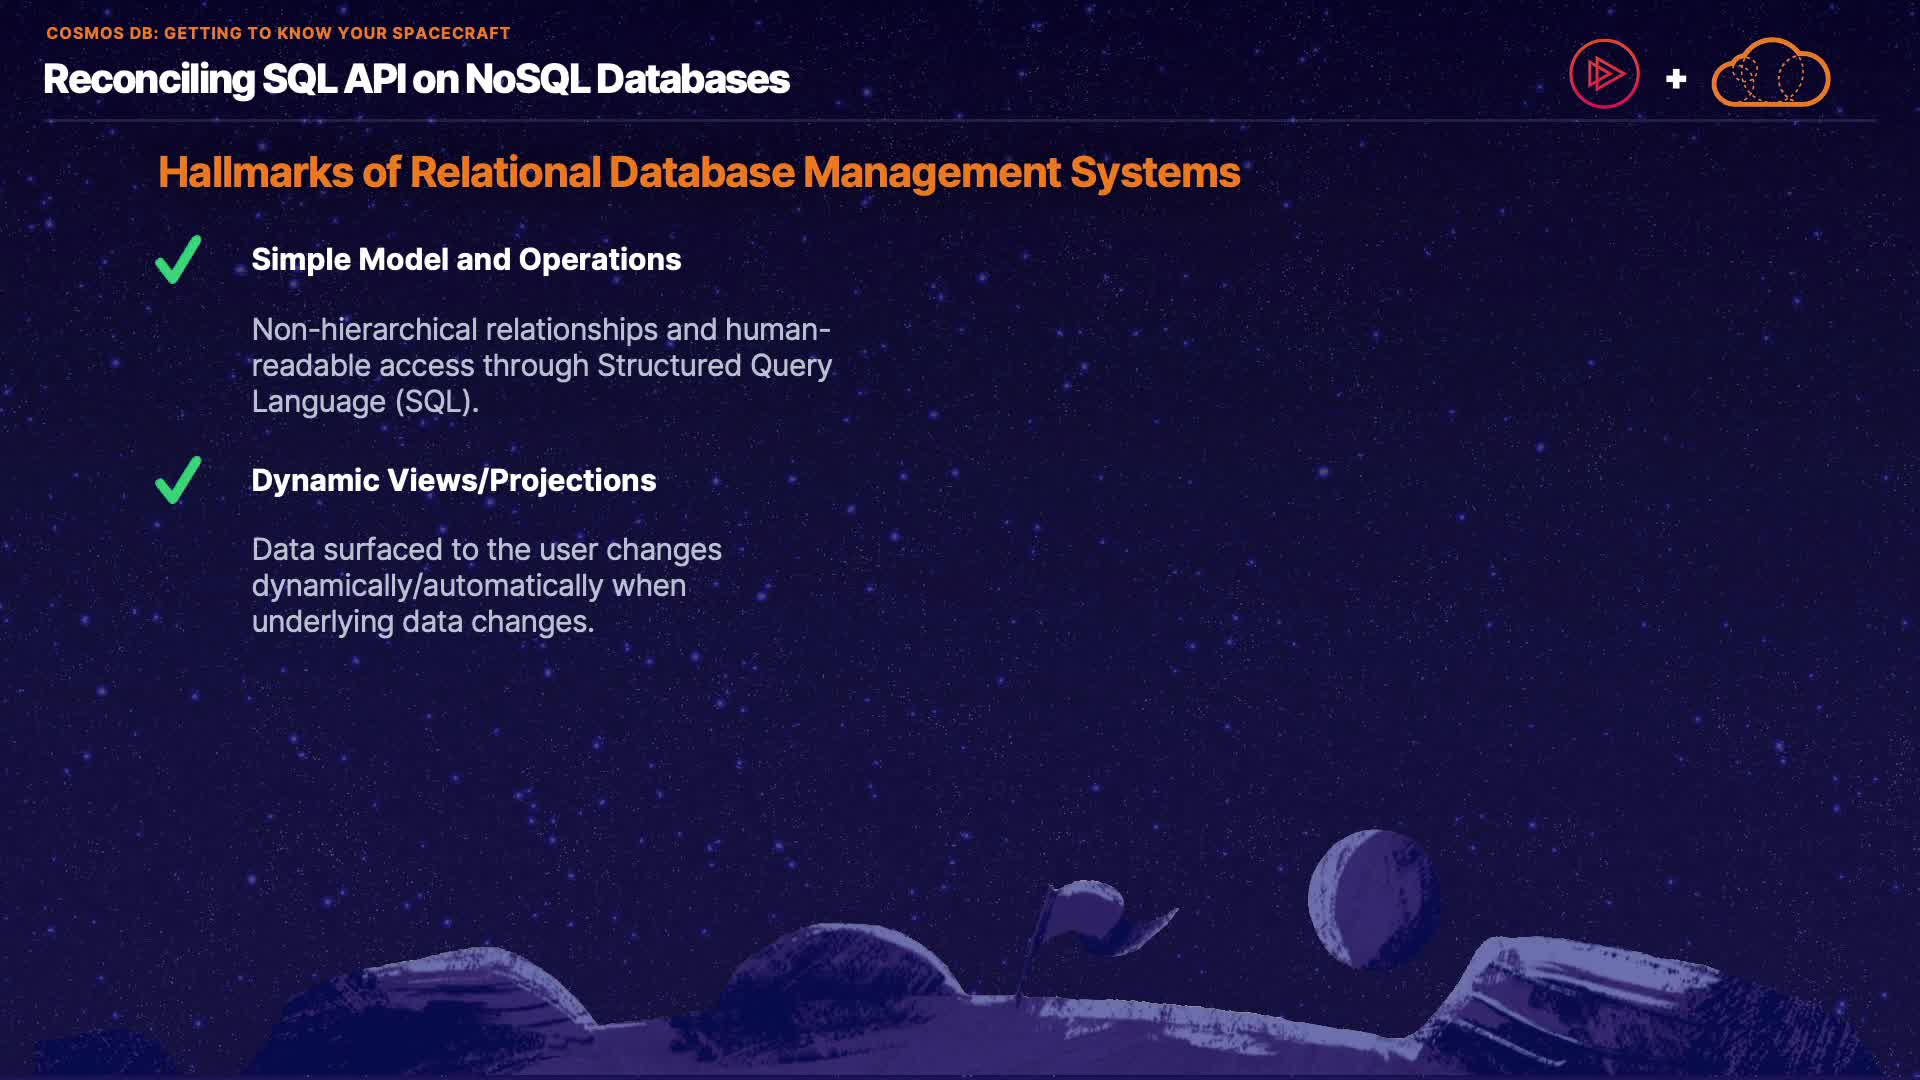 COSMOS DB: GETTING TO KNOW YOUR SPACECRAFT
Reconciling SQL API on NoSQL Databases
Hallmarks of Relational Database Management Systems
Simple Model and Operations
Non-hierarchical relationships and human-
readable access through Structured Query
Language (SQL).
Dynamic Views/Projections
Data surfaced to the user changes
dynamically/automatically when
underlying data changes.